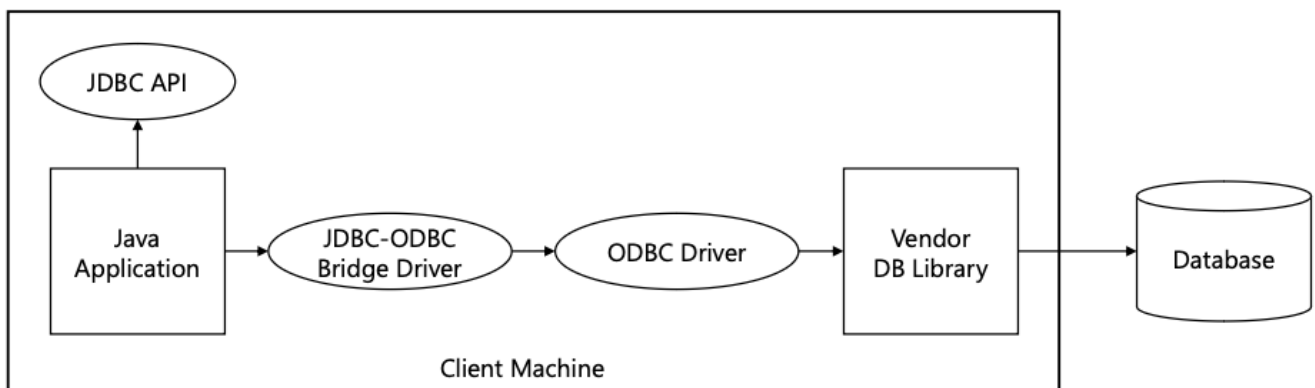 JDBC API
Java
Application
JDBC-ODBC
Bridge Driver
ODBC Driver
Vendor
DB Library
Database
Client Machine